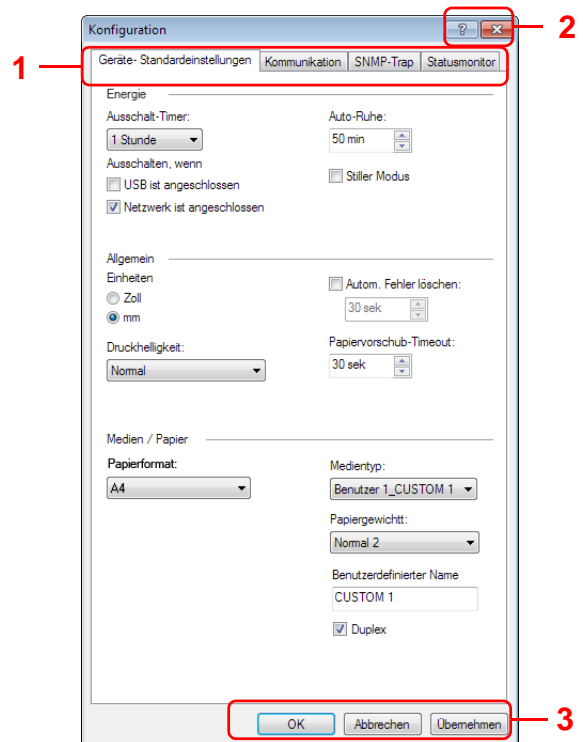 Konfiguration
?
2
1
Geräte- Standardeinstellungen Kommunikation SNMP-Trap Statusmonitor
Energie
Ausschalt-Timer: Auto-Ruhe:
1 Stunde 50 min
Ausschalten, wenn
USB ist angeschlossen Stiller Modus
Netzwerk ist angeschlossen
Allgemein
Einheiten Autom. Fehler löschen:
Zoll 30 sek
mm
Druckhelligkeit: Papiervorschub-Timeout:
Normal 30 sek
Medien / Papier
Papierformat: Medientyp:
A4 Benutzer 1_CUSTOM 1
Papiergewichtt:
Normal 2
Benutzerdefinierter Name
CUSTOM 1
Duplex
OK Abbrechen Übernehmen
3